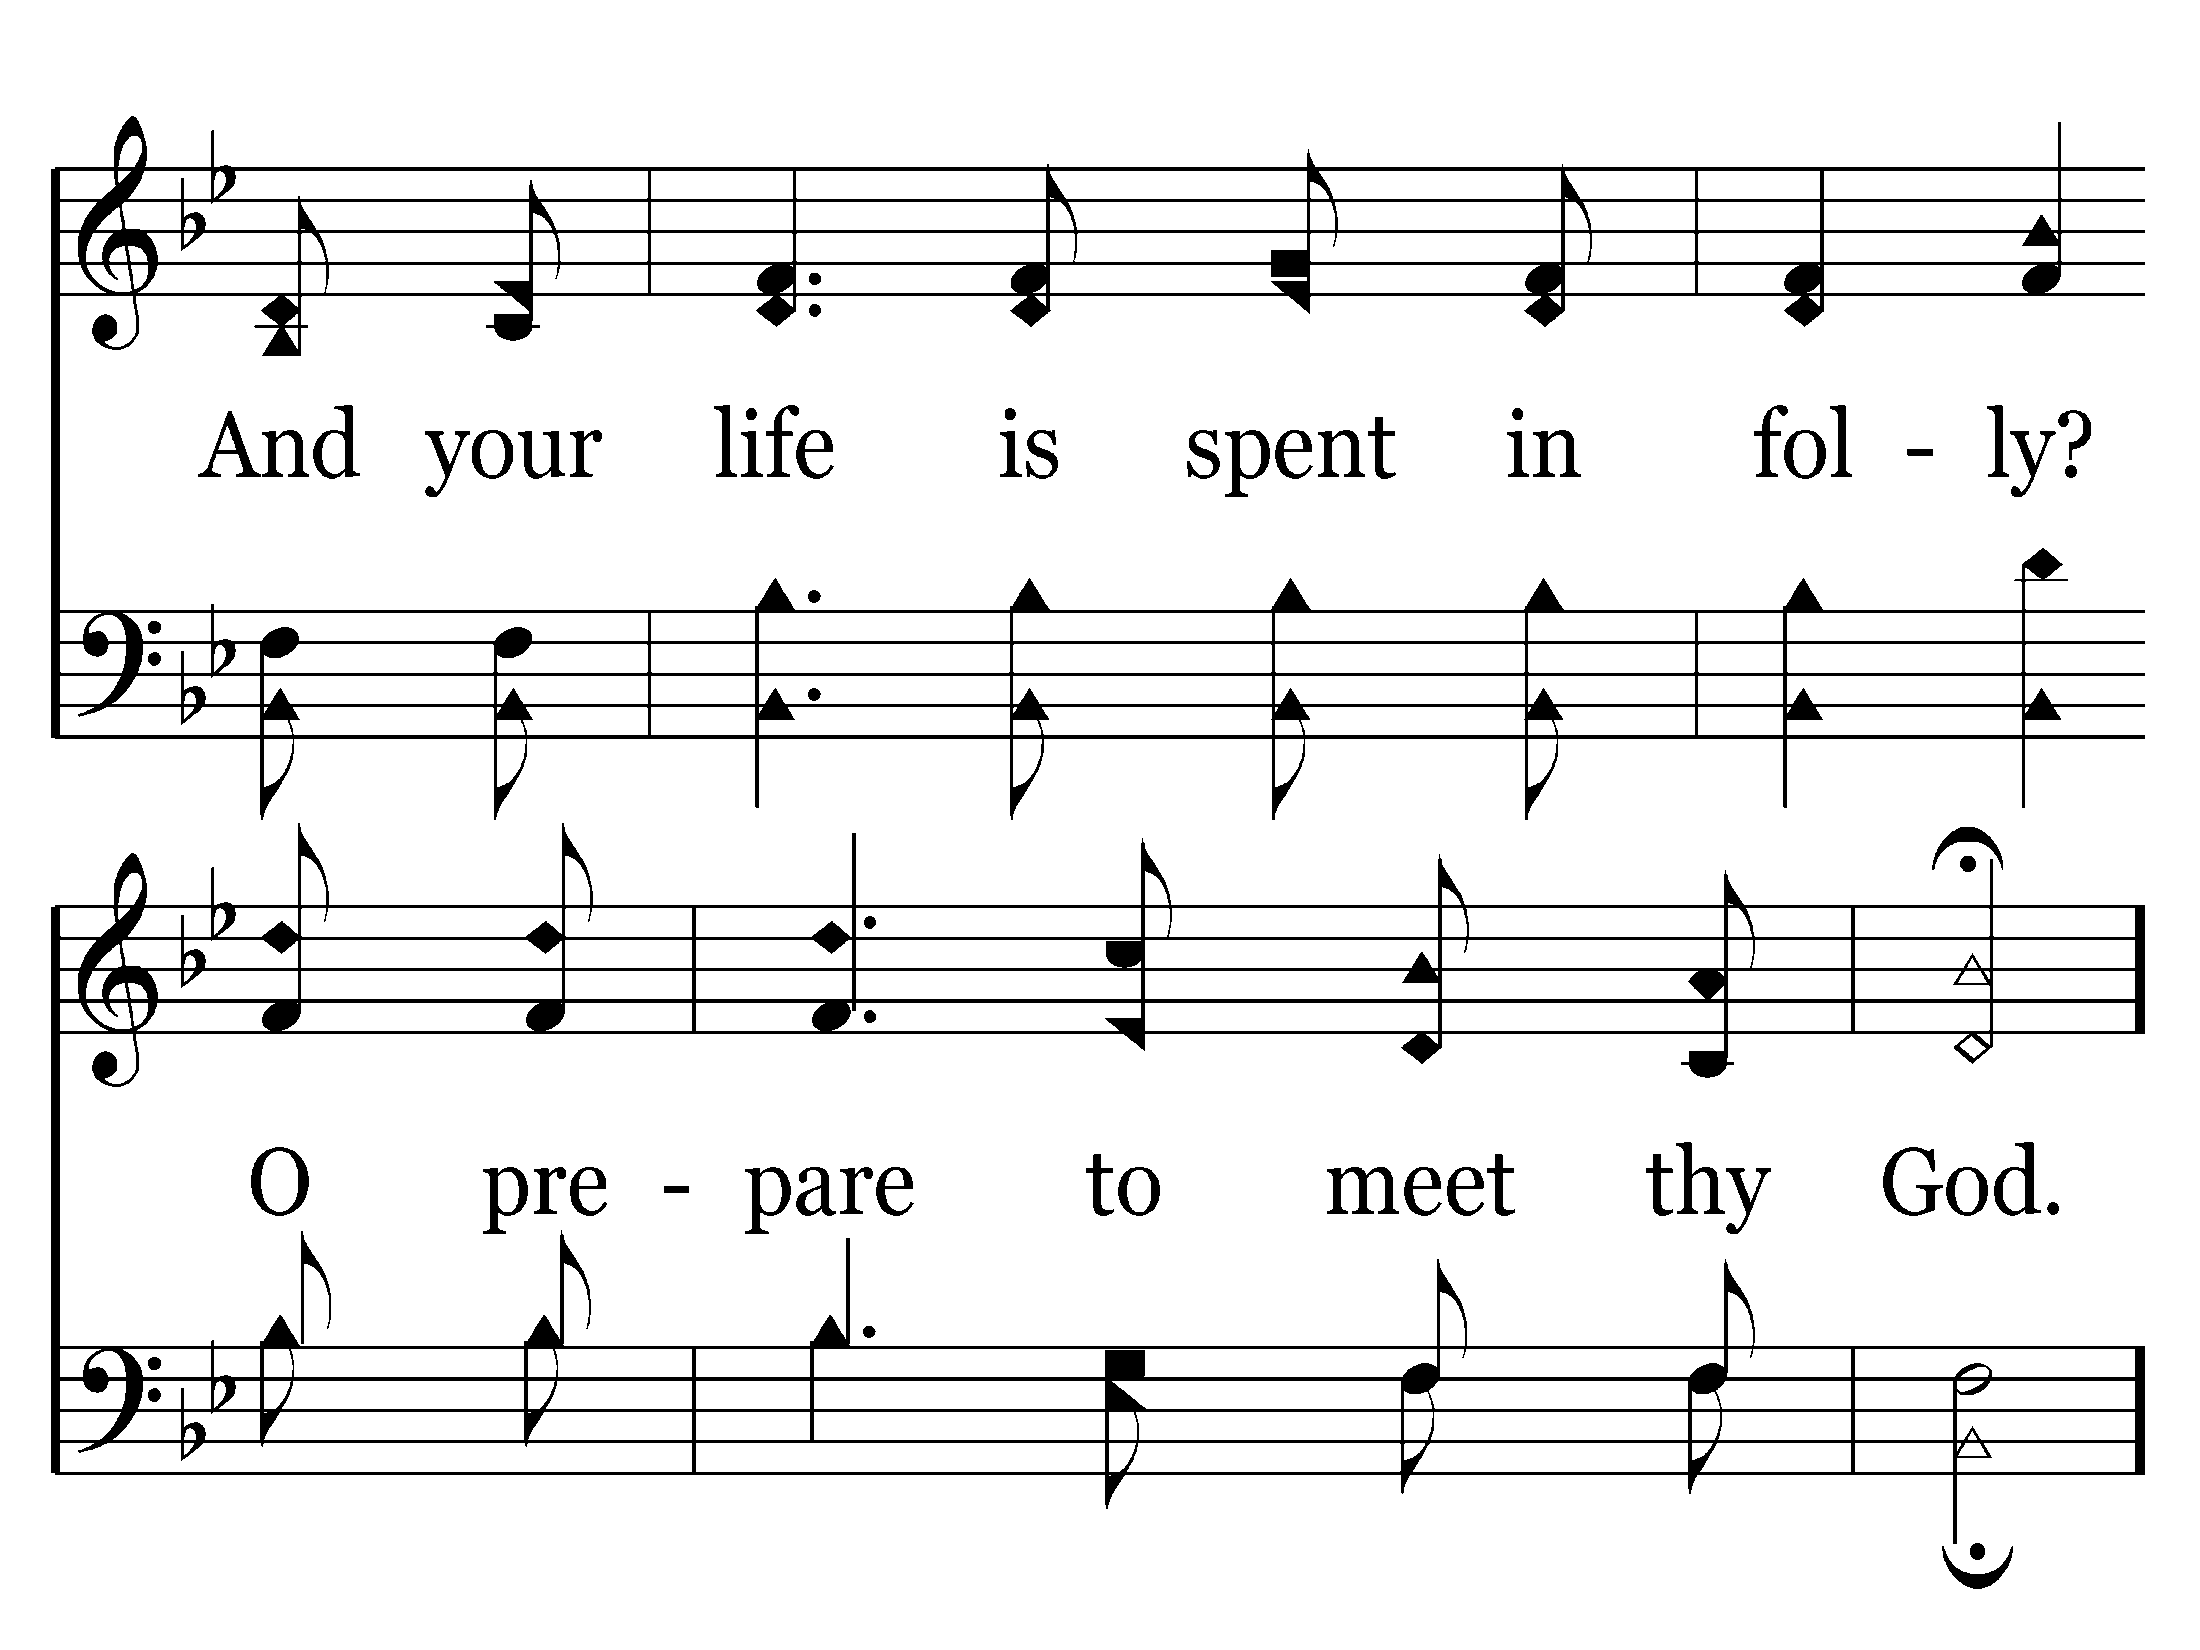 And your life is spent in fol - ly?
O pre - pare to meet thy God.